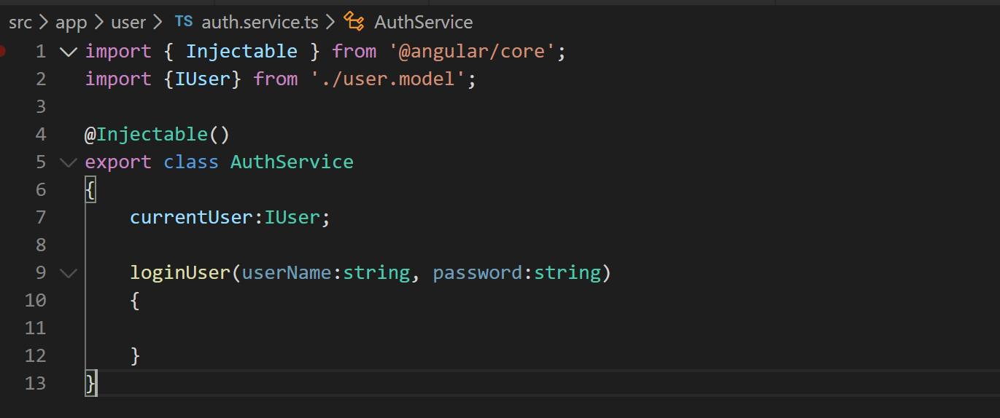 src > app > user > TS auth.service.ts > AuthService
1 import { Injectable } from '@angular/core';
2 import {IUser} from './user.model';
3
4 @Injectable()
5 export class AuthService
6 {
7     currentUser:IUser;
8
9     loginUser(userName:string, password:string)
10     {
11
12     }
13 }